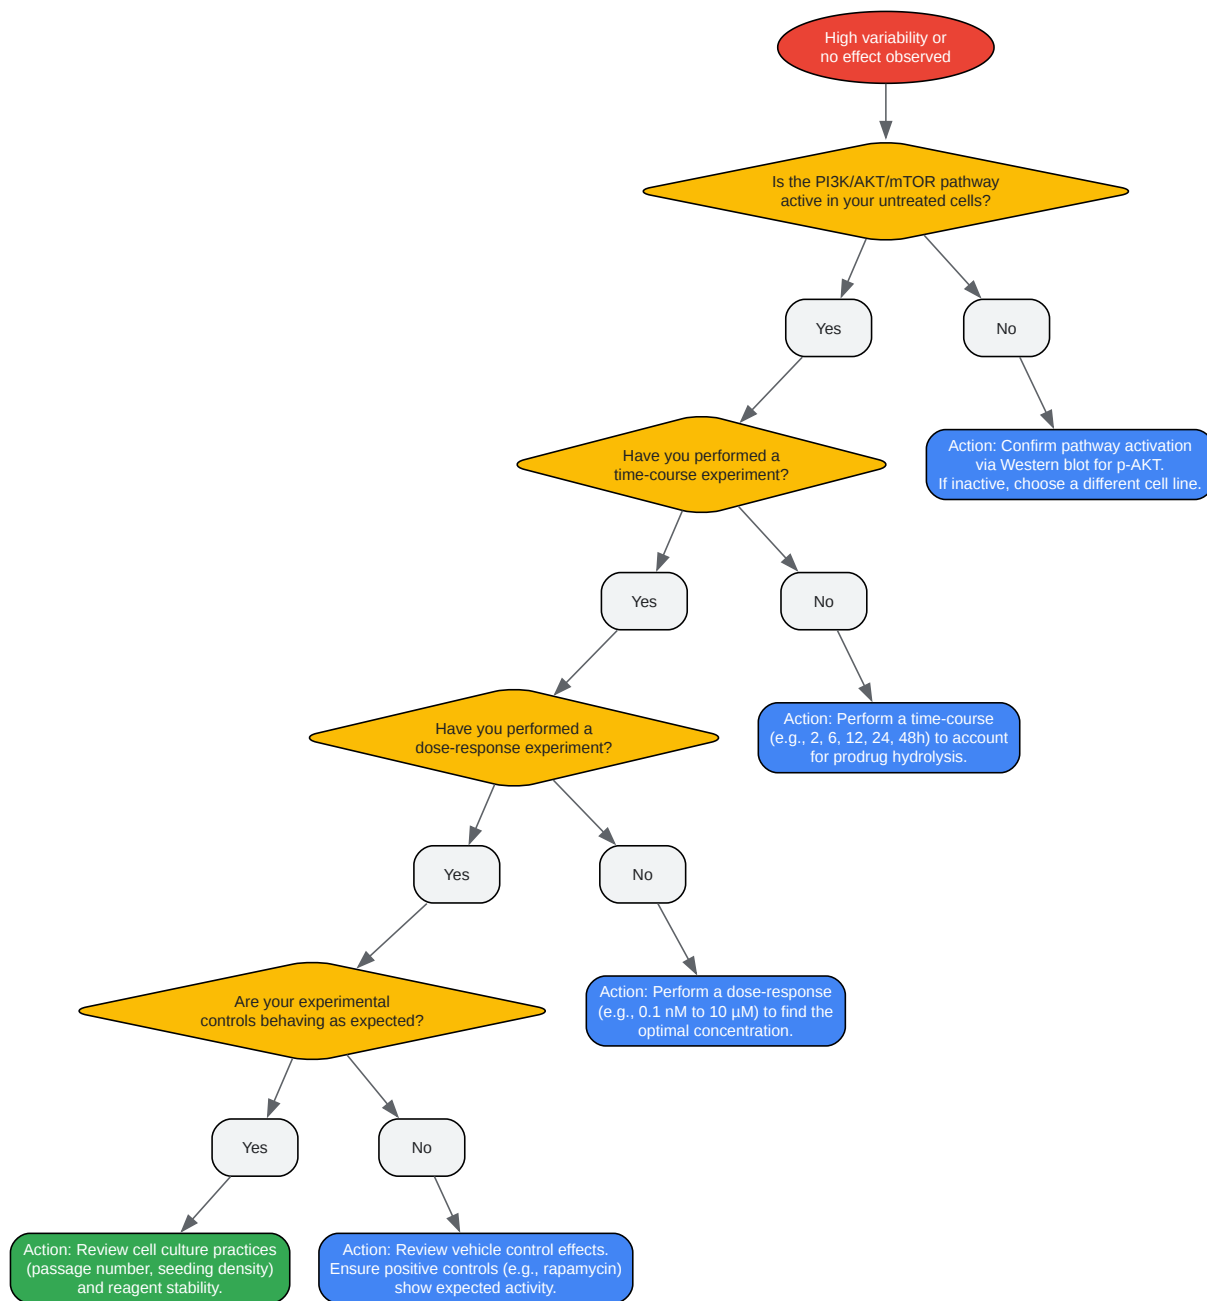 High variability or
no effect observed
Is the PI3K/AKT/mTOR pathway
active in your untreated cells?
Yes
No
Have you performed a
time-course experiment?
Action: Confirm pathway activation
via Western blot for p-AKT.
If inactive, choose a different cell line.
Yes
No
Have you performed a
dose-response experiment?
Action: Perform a time-course
(e.g., 2, 6, 12, 24, 48h) to account
for prodrug hydrolysis.
Yes
No
Are your experimental
controls behaving as expected?
Action: Perform a dose-response
(e.g., 0.1 nM to 10 µM) to find the
optimal concentration.
Yes
No
Action: Review cell culture practices
(passage number, seeding density)
and reagent stability.
Action: Review vehicle control effects.
Ensure positive controls (e.g., rapamycin)
show expected activity.